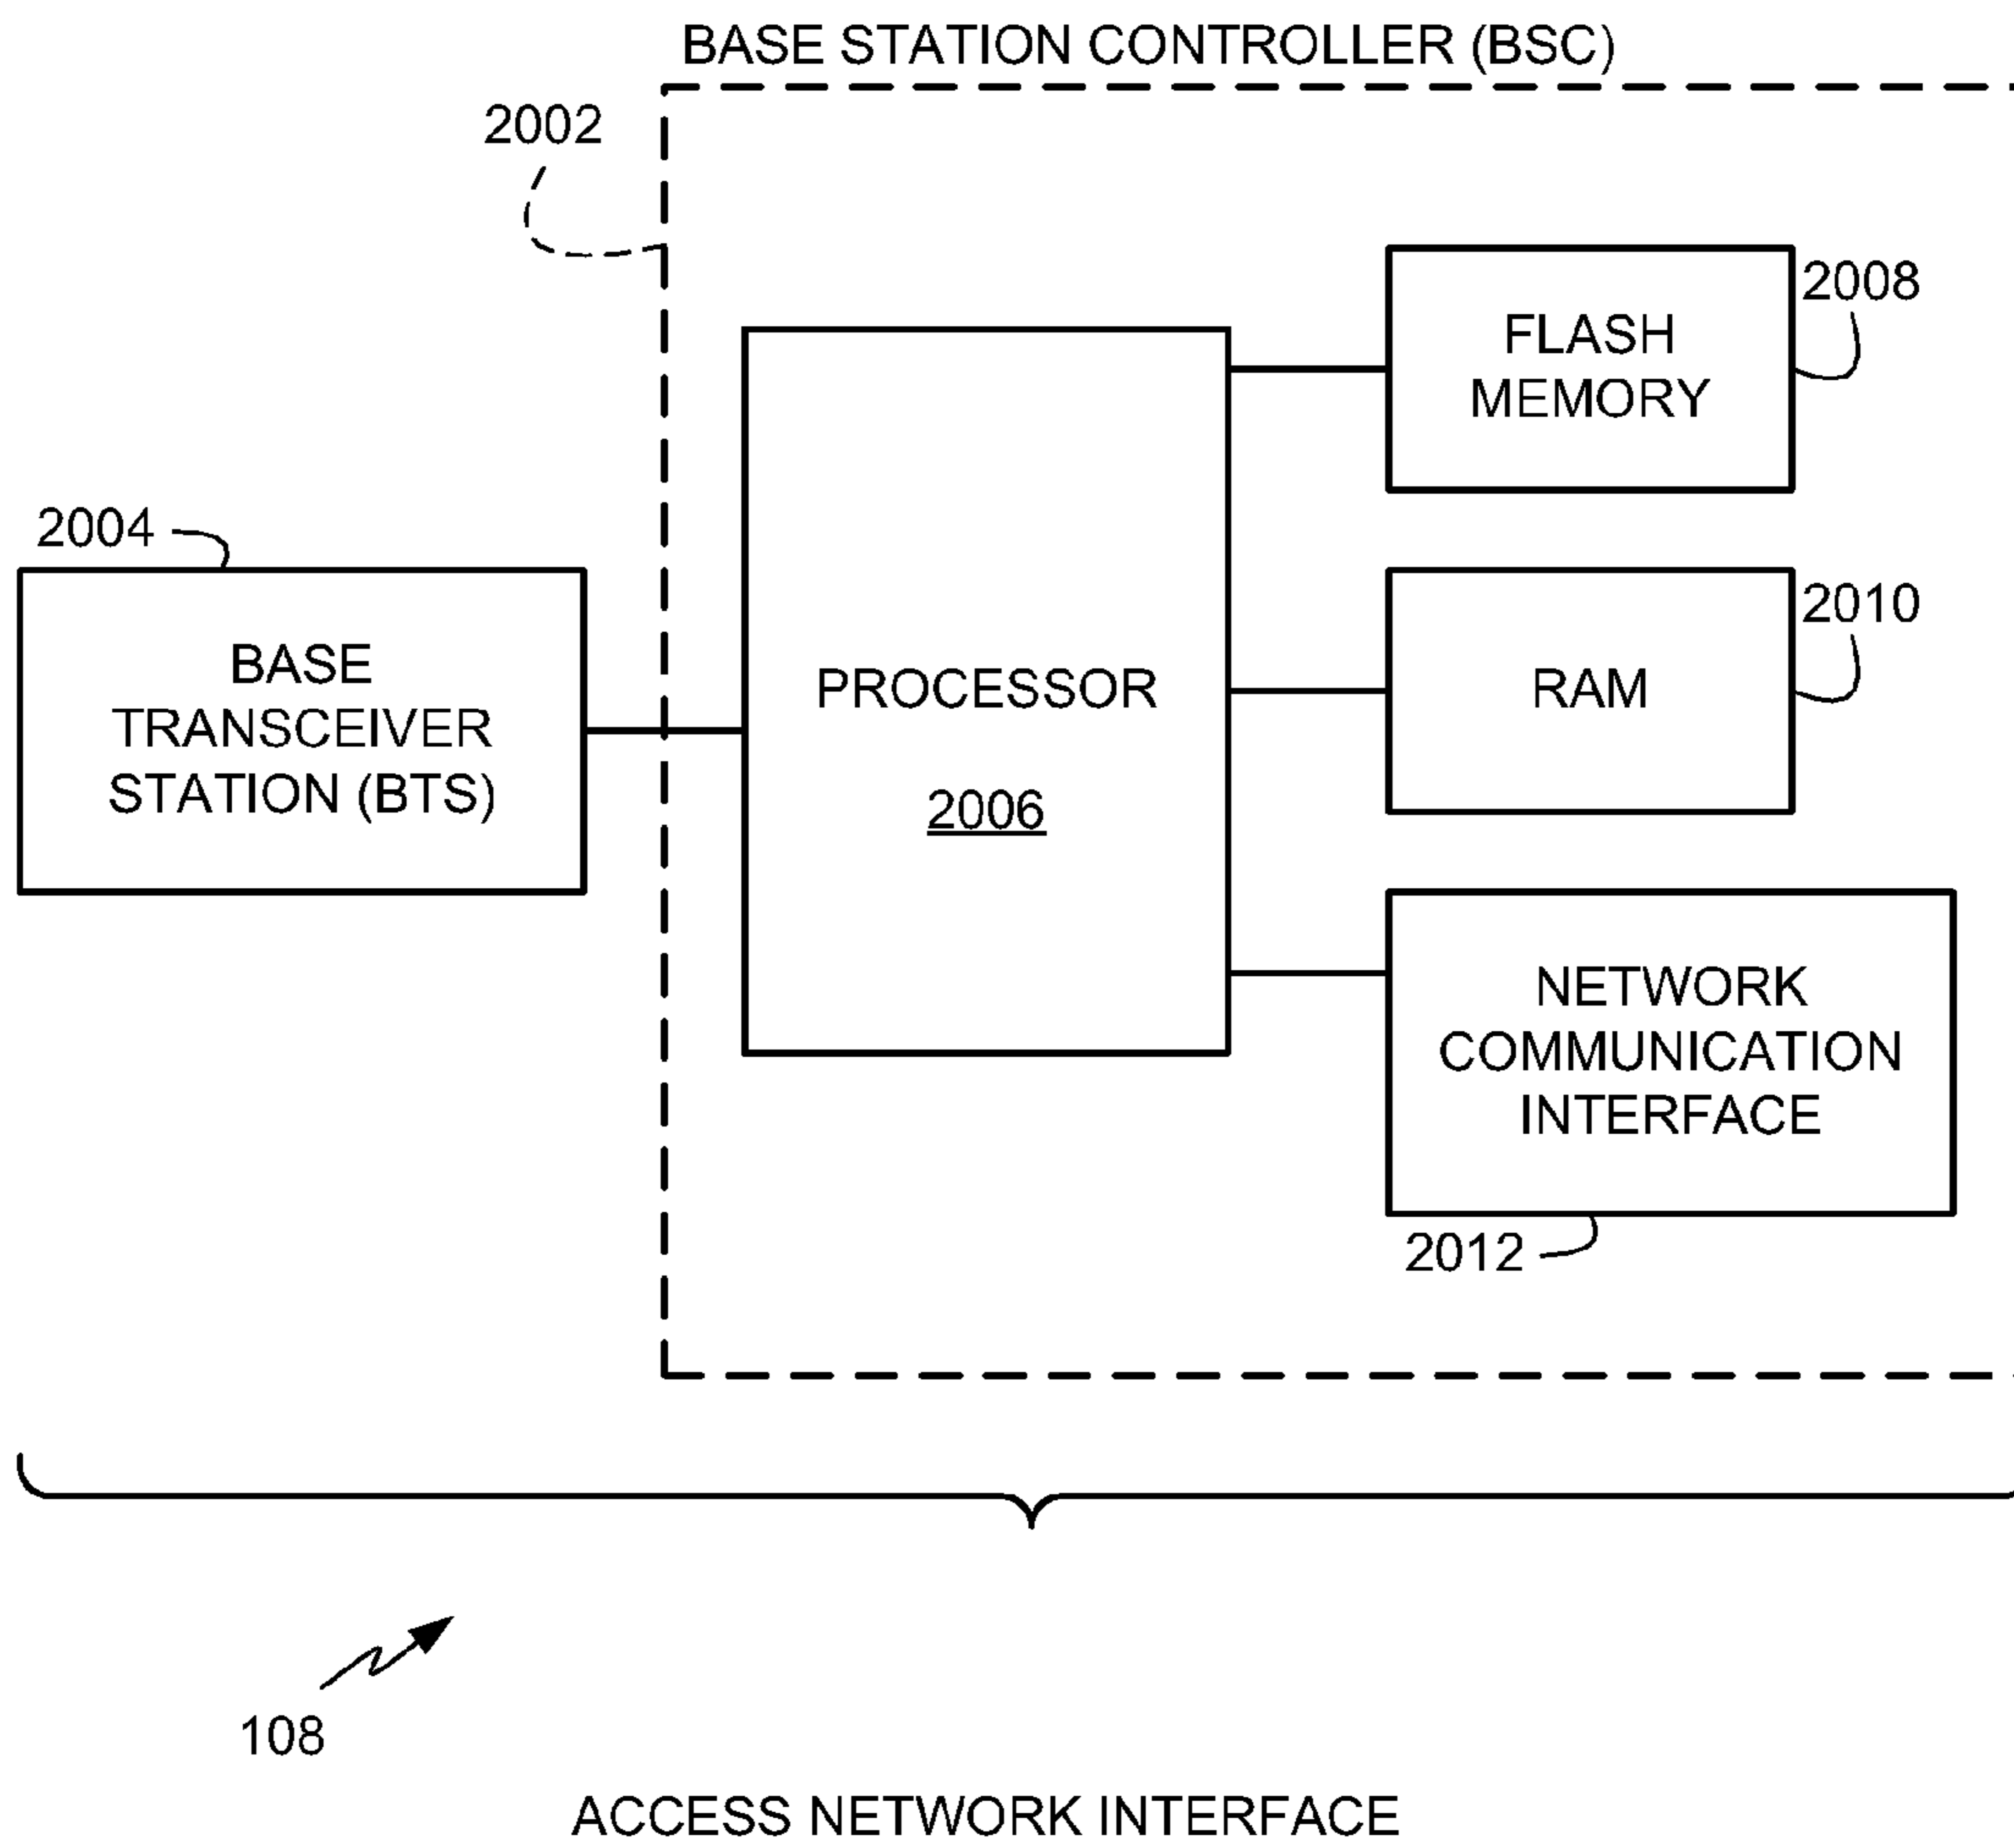 BASE STATION CONTROLLER (BSC)
2002
2008
FLASH
MEMORY
2004
2010
BASE
TRANSCEIVER
STATION (BTS)
PROCESSOR
2006
RAM
NETWORK
COMMUNICATION
INTERFACE
2012
108
ACCESS NETWORK INTERFACE